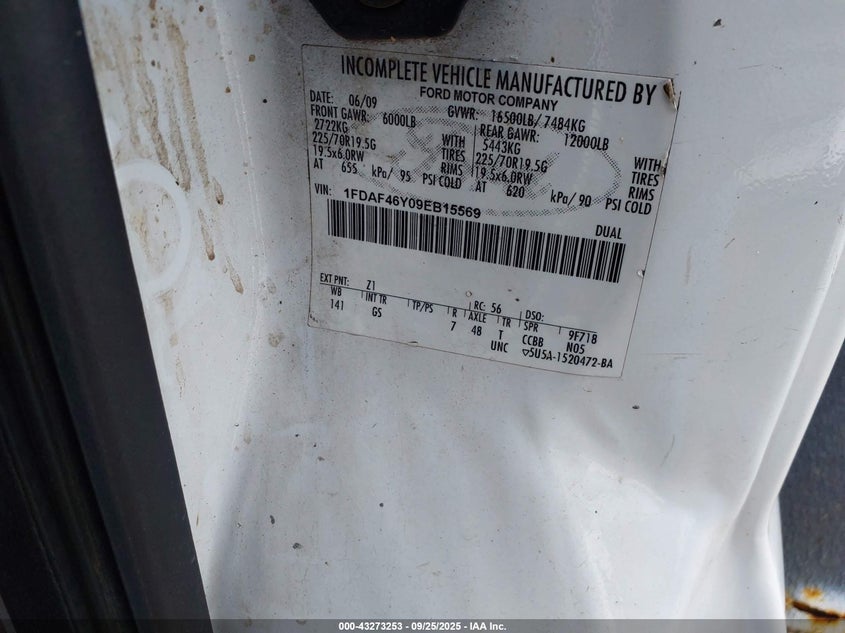 INCOMPLETE VEHICLE MANUFACTURED BY
FORD MOTOR COMPANY
DATE: 06/09 GVWR: 16500LB/ 7484KG
FRONT GAWR: 6000LB REAR GAWR: 12000LB
2722KG WITH 5443KG WITH
225/70R19.5G TIRES 225/70R19.5G TIRES
19.5x6.0RW RIMS 19.5x6.0RW RIMS
AT 655 kPa/ 95 PSI COLD AT 620 kPa/ 90 PSI COLD
VIN: 1FDAF46Y09EB15569
DUAL
EXT PNT: Z1 RC: 56 DSO:
WB INT TR TP/PS R AXLE TR SPR 9F718
141 GS 7 48 T CCBB N05
UNC ▽5U5A-1520472-BA
000-43273253 - 09/25/2025 - IAA Inc.